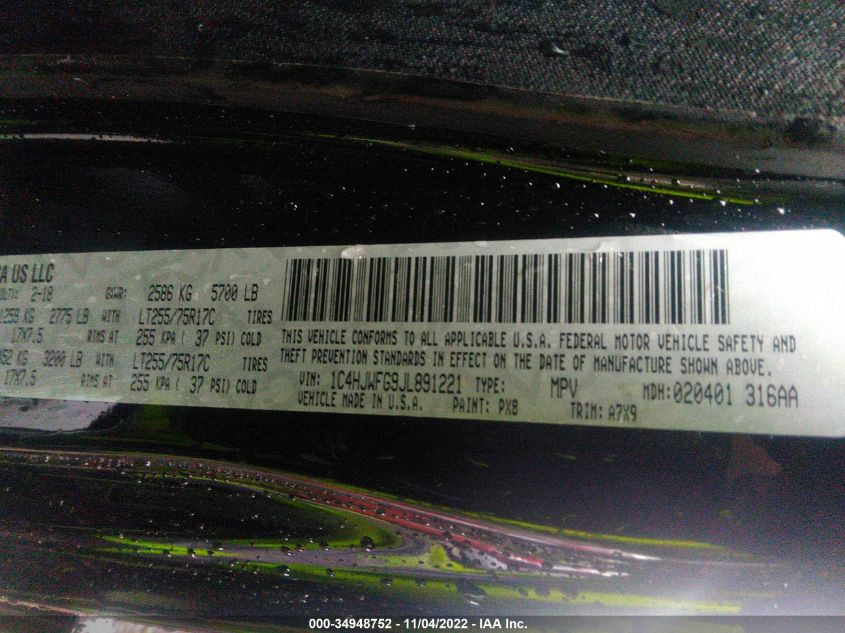 CA US LLC
2-18 GVWR: 2586 KG 5700 LB
1259 KG 2775 LB WITH LT255/75R17C TIRES
17X7.5 RIMS AT 255 KPA ( 37 PSI) COLD
3200 LB WITH LT255/75R17C TIRES
17X7.5 RIMS AT 255 KPA ( 37 PSI) COLD
THIS VEHICLE CONFORMS TO ALL APPLICABLE U.S.A. FEDERAL MOTOR VEHICLE SAFETY AND
THEFT PREVENTION STANDARDS IN EFFECT ON THE DATE OF MANUFACTURE SHOWN ABOVE.
VIN: 1C4HJWFG9JL891221 TYPE: MPV MDH: 020401 316AA
VEHICLE MADE IN U.S.A. PAINT: PX8 TRIM: A7X9
000-34948752 - 11/04/2022 - IAA Inc.